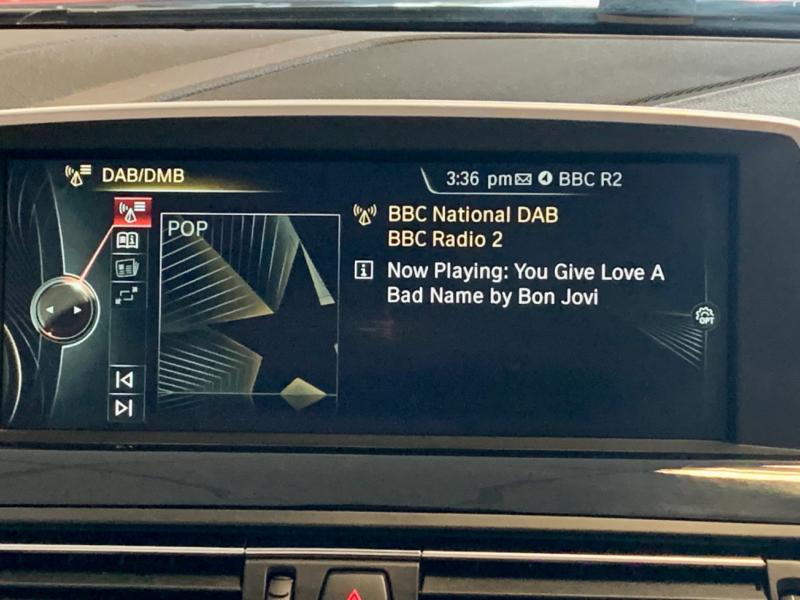 DAB/DMB
3:36 pm BBC R2
POP
BBC National DAB
BBC Radio 2
Now Playing: You Give Love A
Bad Name by Bon Jovi
OPT